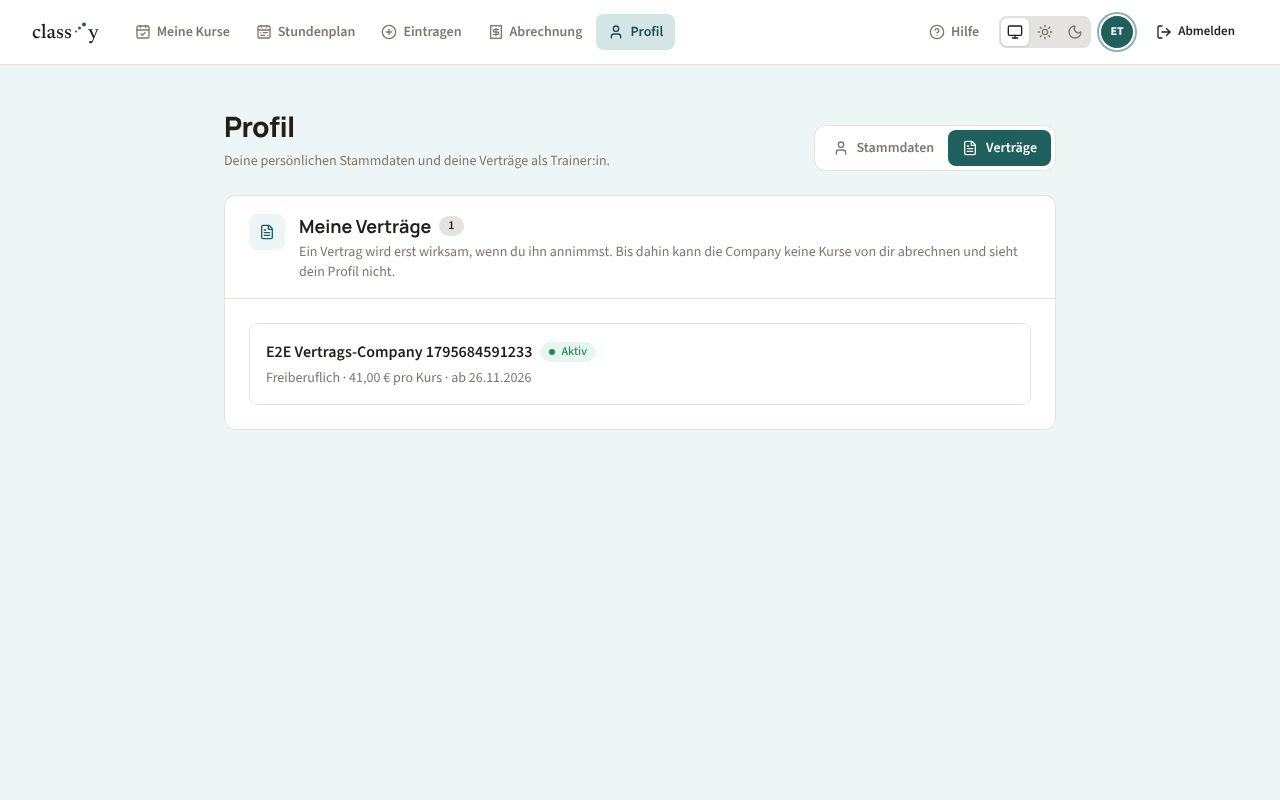 class y
Meine Kurse
Stundenplan
Eintragen
Abrechnung
Profil
Hilfe
ET
Abmelden
Profil
Deine persönlichen Stammdaten und deine Verträge als Trainer:in.
Stammdaten
Verträge
Meine Verträge 1
Ein Vertrag wird erst wirksam, wenn du ihn annimmst. Bis dahin kann die Company keine Kurse von dir abrechnen und sieht
dein Profil nicht.
E2E Vertrags-Company 1795684591233 Aktiv
Freiberuflich · 41,00 € pro Kurs · ab 26.11.2026